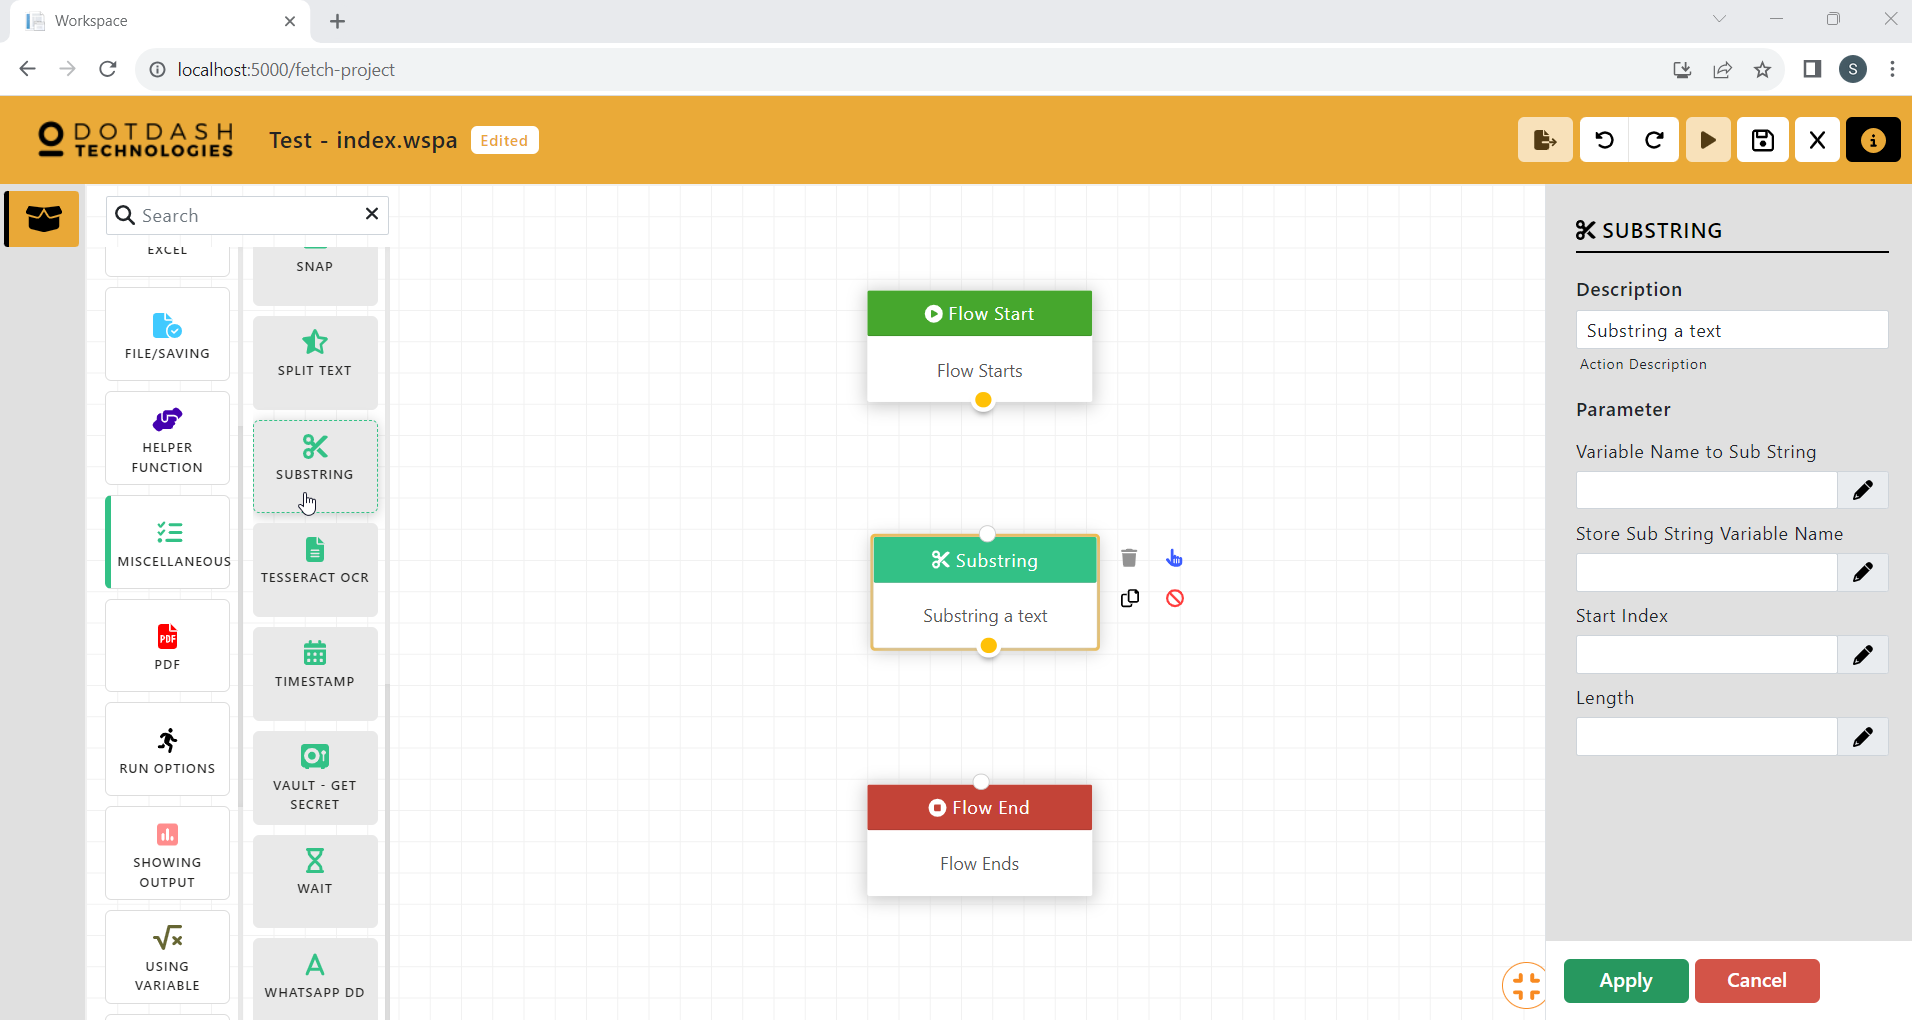 Workspace
localhost:5000/fetch-project
S
DOTDASH
TECHNOLOGIES
Test - index.wspa
Edited
Search
EXCEL
FILE/SAVING
HELPER
FUNCTION
MISCELLANEOUS
PDF
PDF
RUN OPTIONS
SHOWING
OUTPUT
USING
VARIABLE
SNAP
SPLIT TEXT
SUBSTRING
TESSERACT OCR
TIMESTAMP
VAULT - GET
SECRET
WAIT
WHATSAPP DD
Flow Start
Flow Starts
Substring
Substring a text
Flow End
Flow Ends
SUBSTRING
Description
Substring a text
Action Description
Parameter
Variable Name to Sub String
Store Sub String Variable Name
Start Index
Length
Apply
Cancel